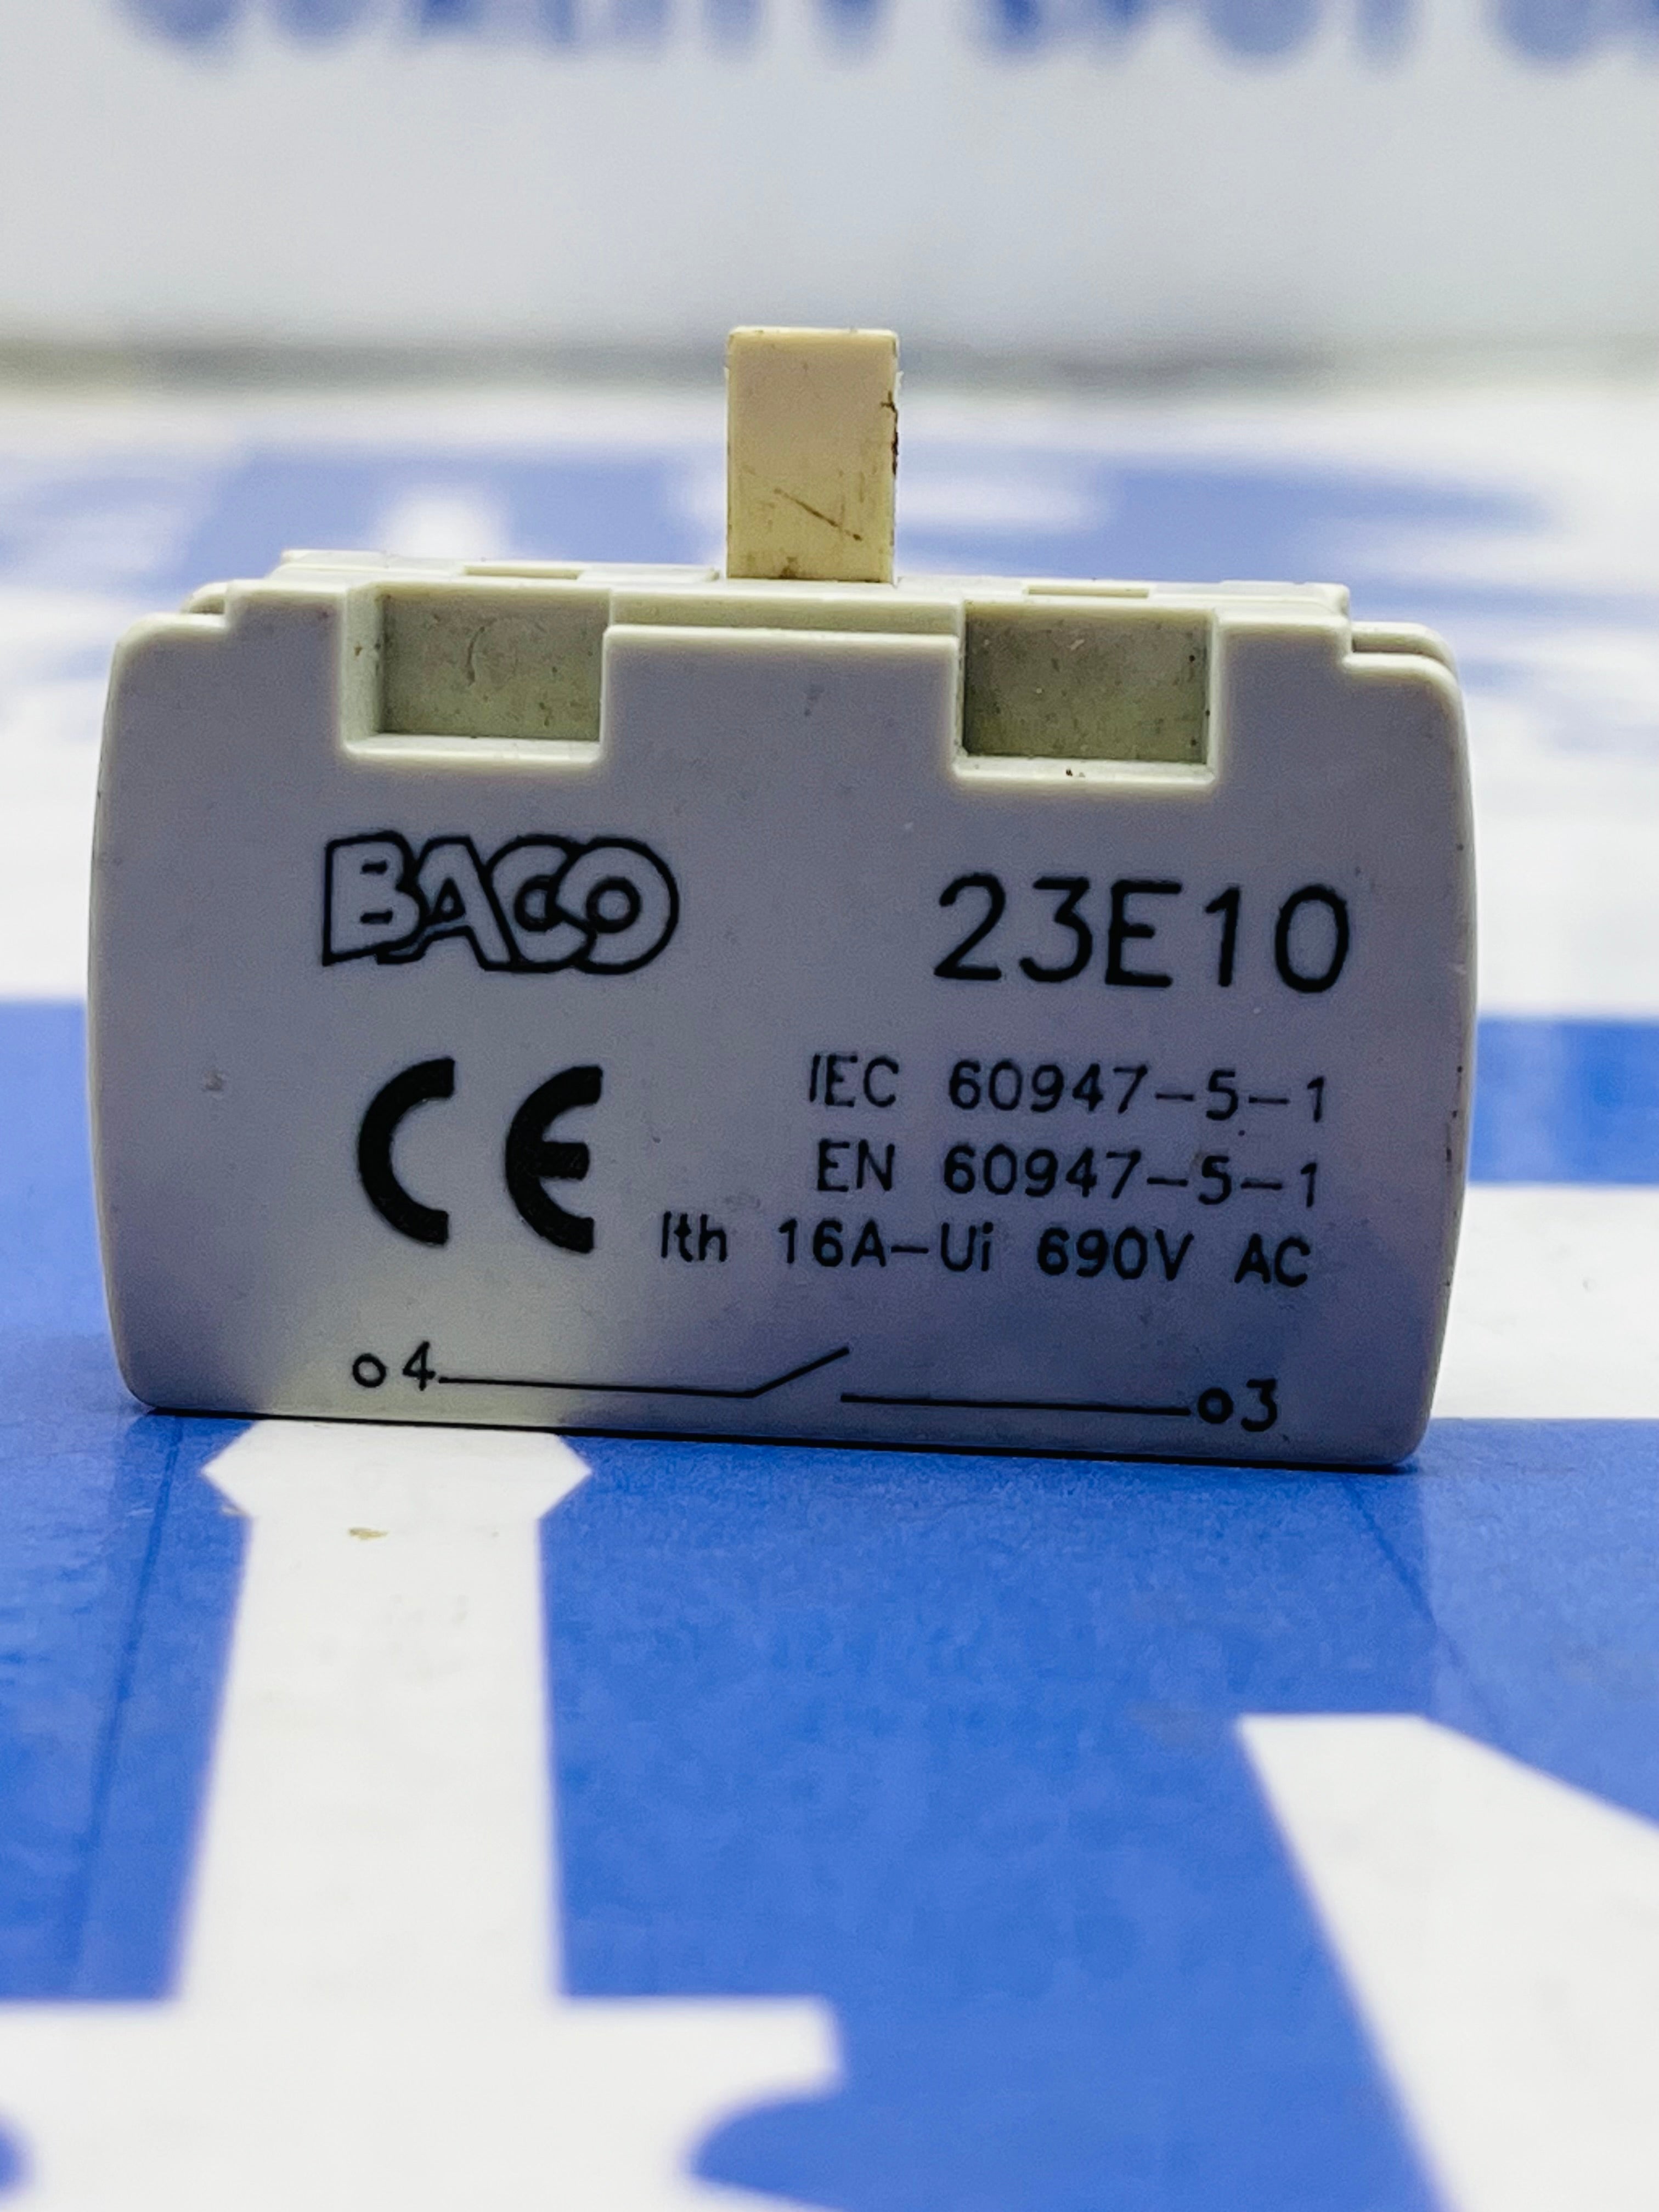 BACO
23E10
CE
IEC 60947-5-1
EN 60947-5-1
Ith 16A-Ui 690V AC
o 4 o 3